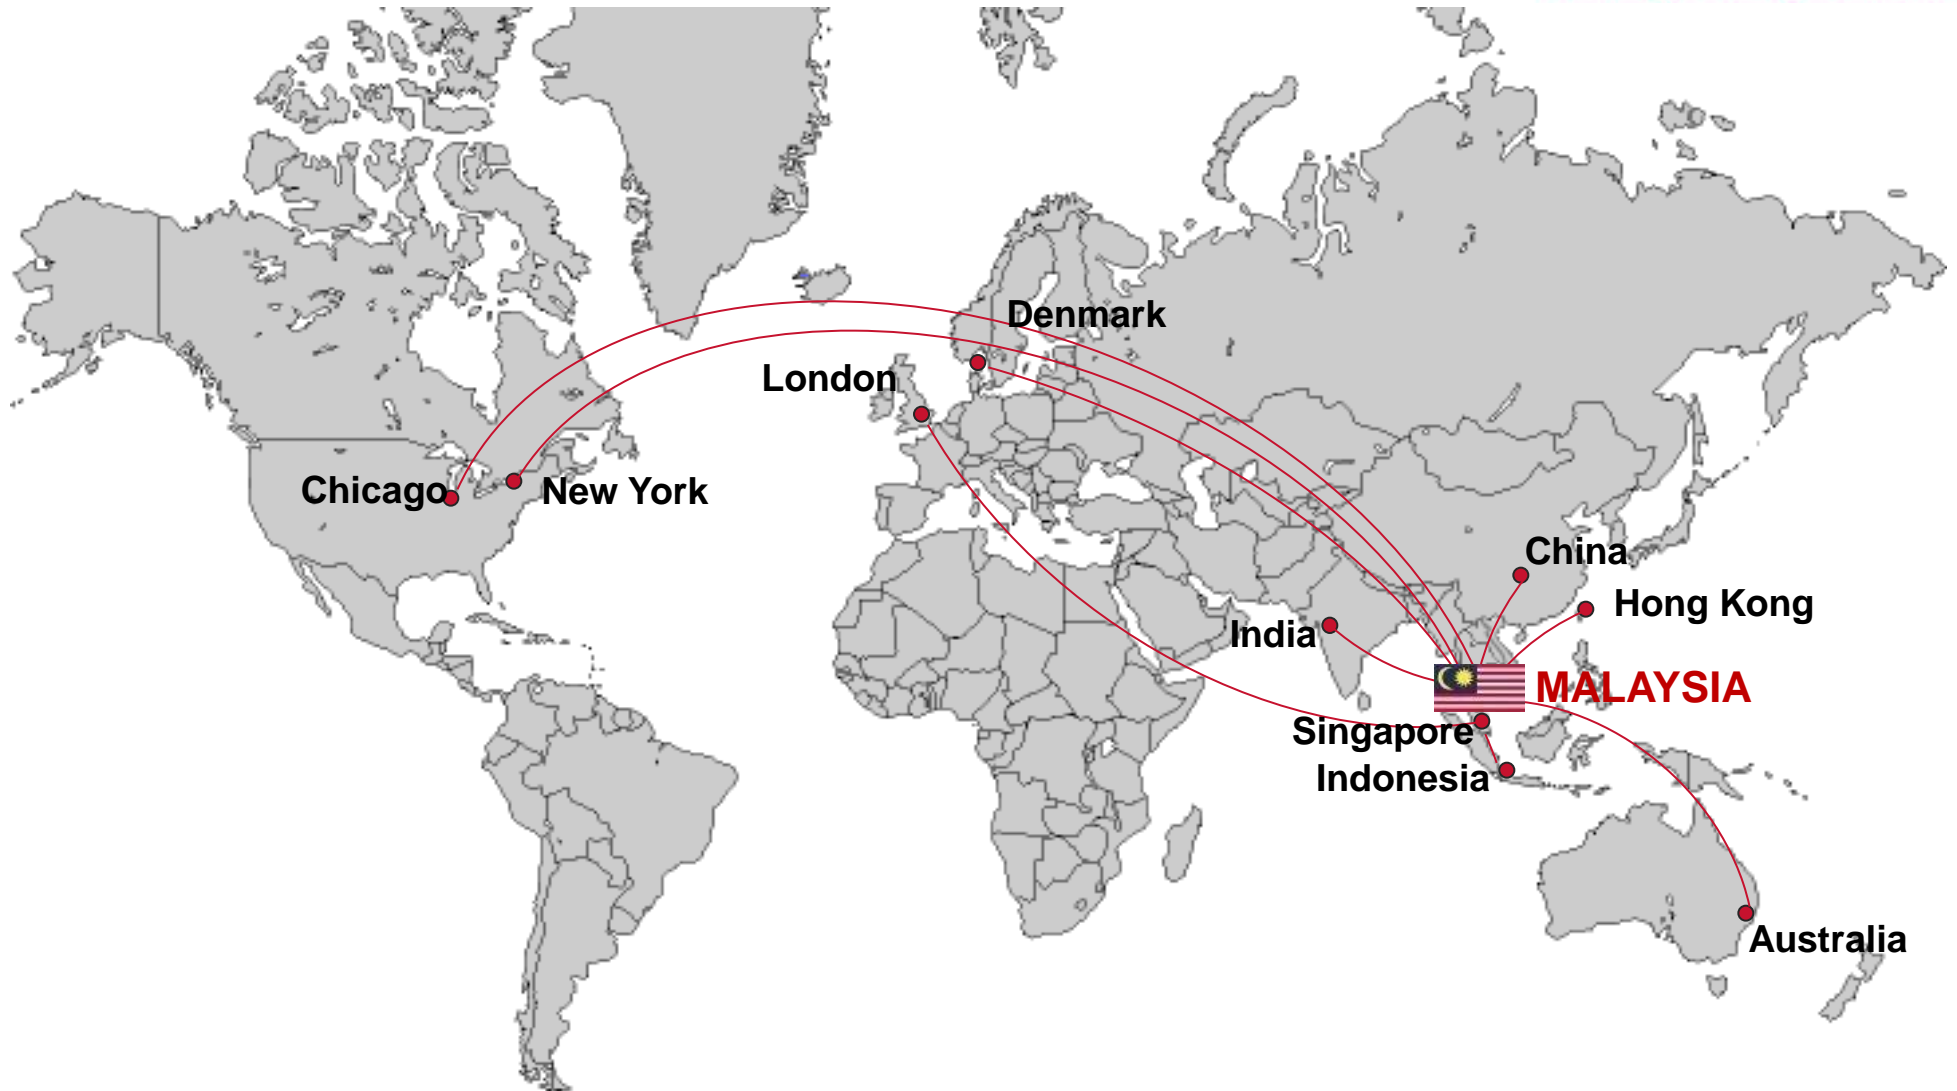 Denmark
London
Chicago
New York
China
Hong Kong
India
MALAYSIA
Singapore
Indonesia
Australia